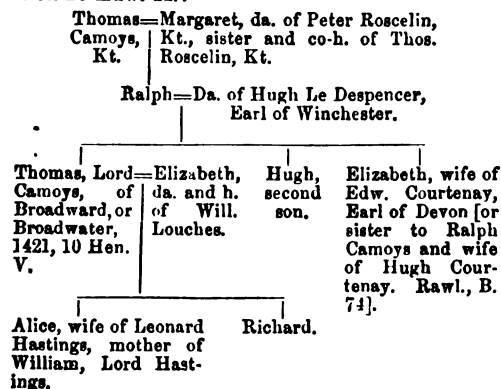 Thomas=Margaret, da. of Peter Roscelin,
Camoys, Kt., sister and co-h. of Thos.
Kt. Roscelin, Kt.
Ralph=Da. of Hugh Le Despencer,
Earl of Winchester.
Thomas, Lord=Elizabeth,
Camoys, of da. and h.
Broadward, or of Will.
Broadwater, Louches.
1421, 10 Hen.
V.
Hugh,
second
son.
Elizabeth, wife of
Edw. Courtenay,
Earl of Devon [or
sister to Ralph
Camoys and wife
of Hugh Cour-
tenay. Rawl., B.
74].
Alice, wife of Leonard
Hastings, mother of
William, Lord Hast-
ings.
Richard.